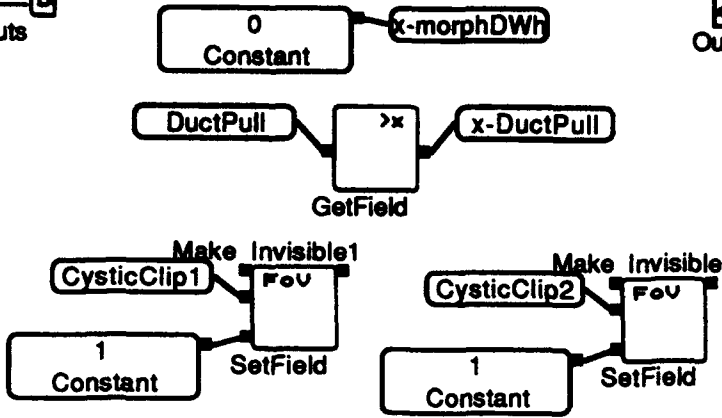 uts
0
Constant
x-morphDWh
Ou
DuctPull
>x
x-DuctPull
GetField
Make Invisible1
CysticClip1
FoV
1
Constant
SetField
Make Invisible
CysticClip2
FoV
1
Constant
SetField